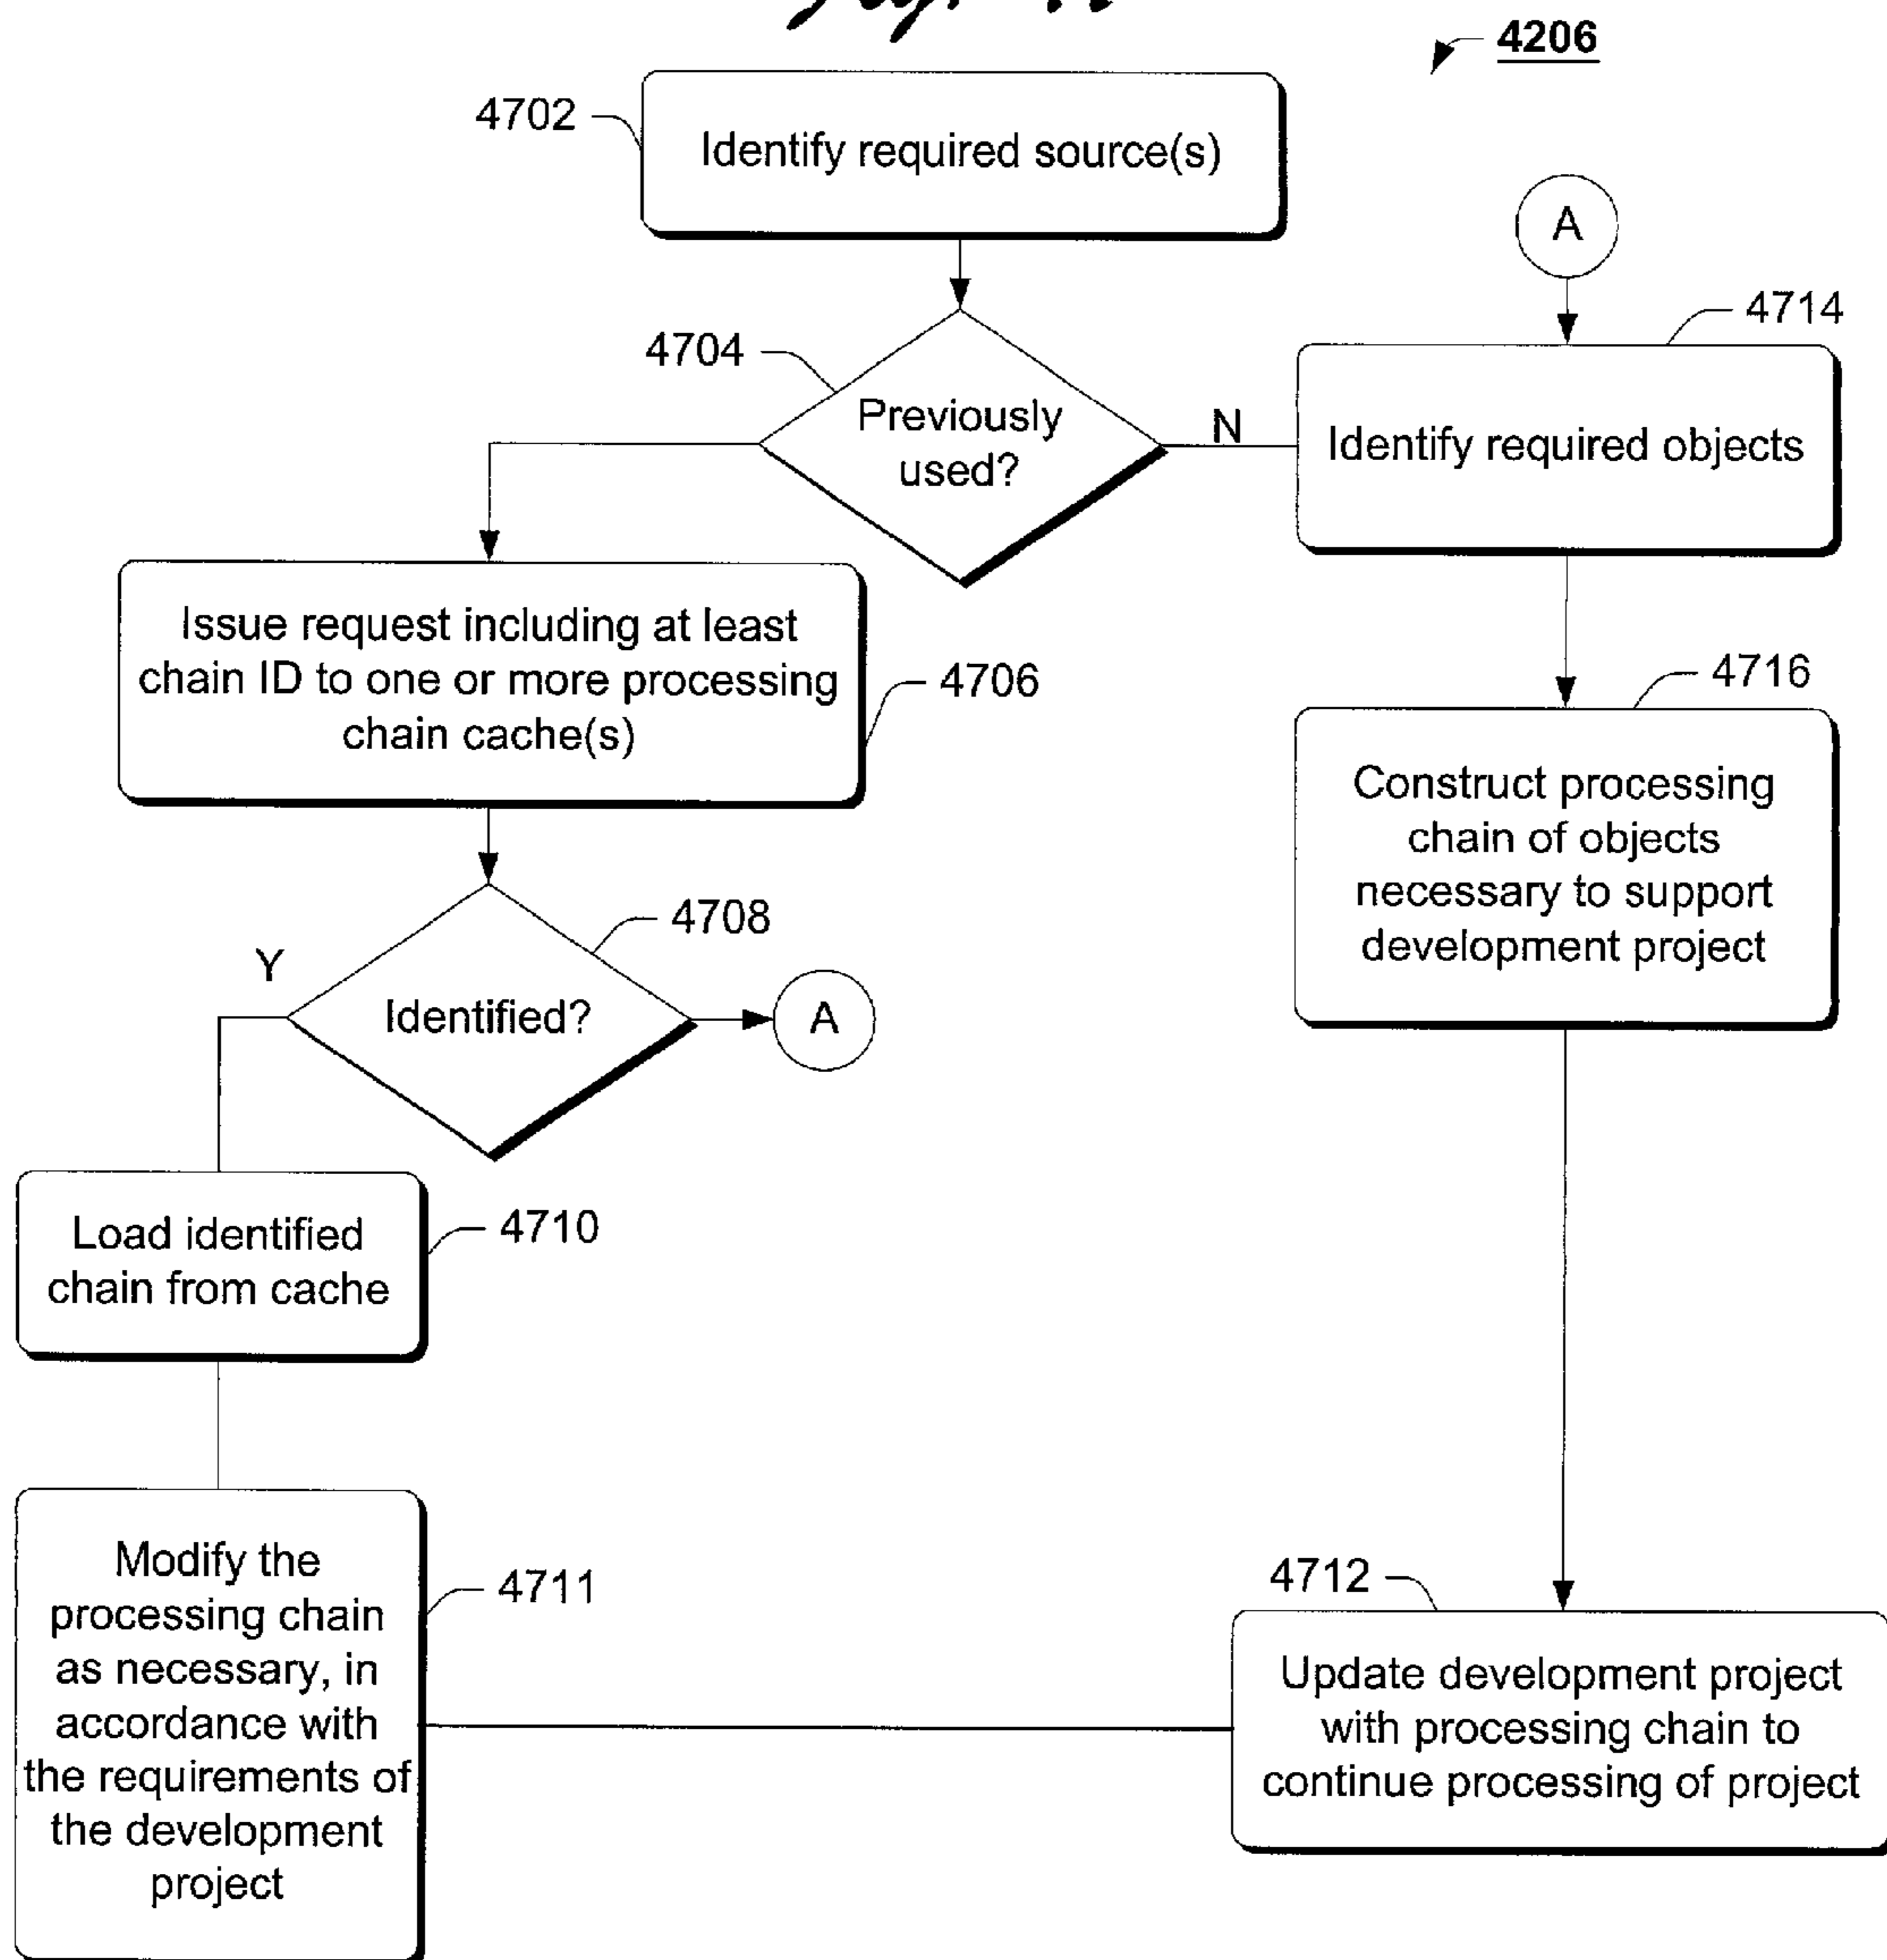 4206
4702
Identify required source(s)
A
4714
4704
Previously
used?
N
Identify required objects
Issue request including at least
chain ID to one or more processing
chain cache(s)
4706
4716
Construct processing
chain of objects
necessary to support
development project
4708
Y
Identified?
A
Load identified
chain from cache
4710
Modify the
processing chain
as necessary, in
accordance with
the requirements of
the development
project
4711
4712
Update development project
with processing chain to
continue processing of project